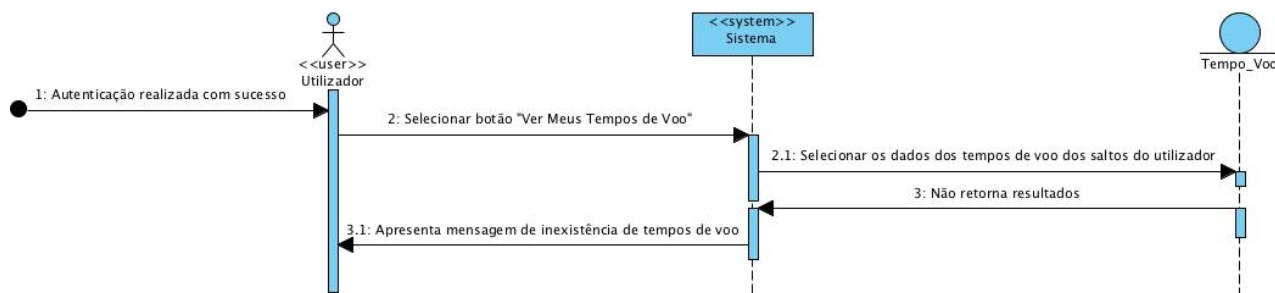 <<system>>
Sistema
<<user>>
Utilizador
Tempo_Voo
1: Autenticação realizada com sucesso
2: Selecionar botão "Ver Meus Tempos de Voo"
2.1: Selecionar os dados dos tempos de voo dos saltos do utilizador
3: Não retorna resultados
3.1: Apresenta mensagem de inexistência de tempos de voo